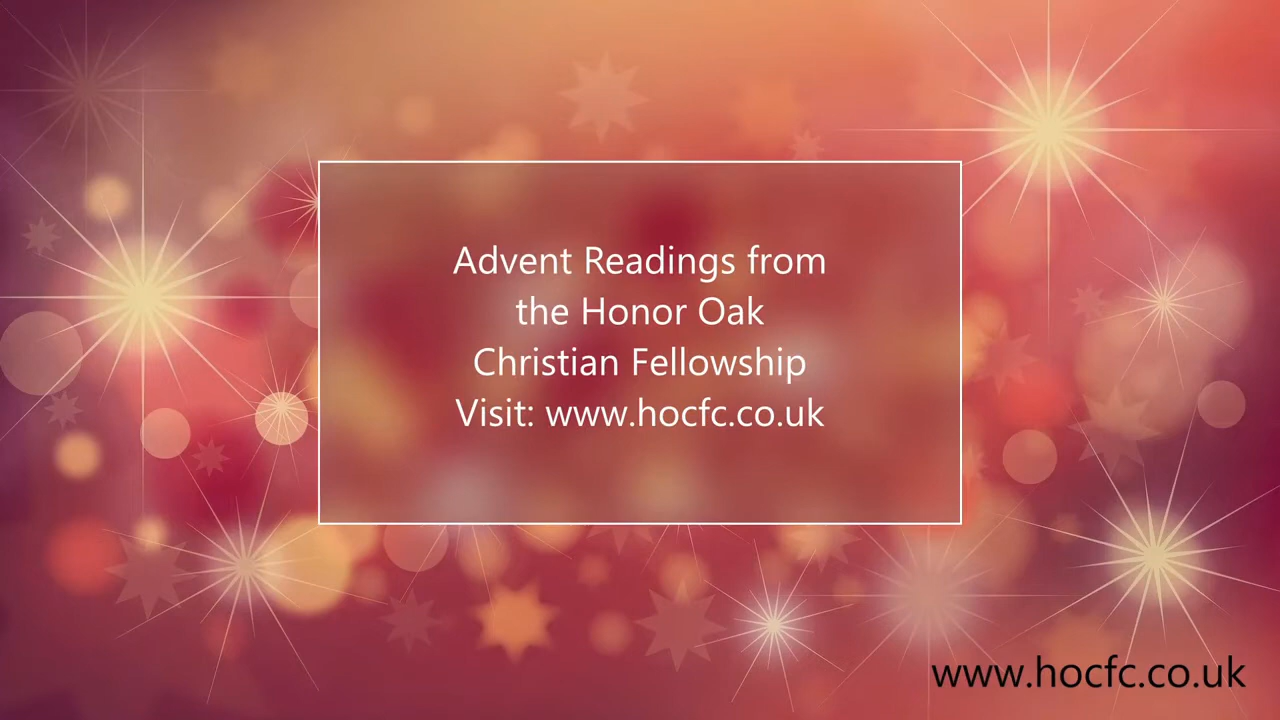 Advent Readings from
the Honor Oak
Christian Fellowship
Visit: www.hocfc.co.uk
www.hocfc.co.uk